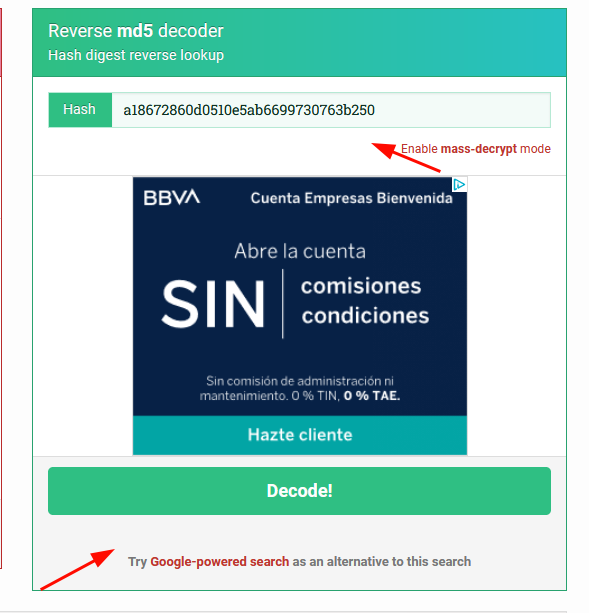 Reverse md5 decoder
Hash digest reverse lookup
Hash a18672860d0510e5ab6699730763b250
Enable mass-decrypt mode
BBVA Cuenta Empresas Bienvenida
Abre la cuenta
SIN comisiones
condiciones
Sin comisión de administración ni
mantenimiento. 0 % TIN, 0 % TAE.
Hazte cliente
Decode!
Try Google-powered search as an alternative to this search